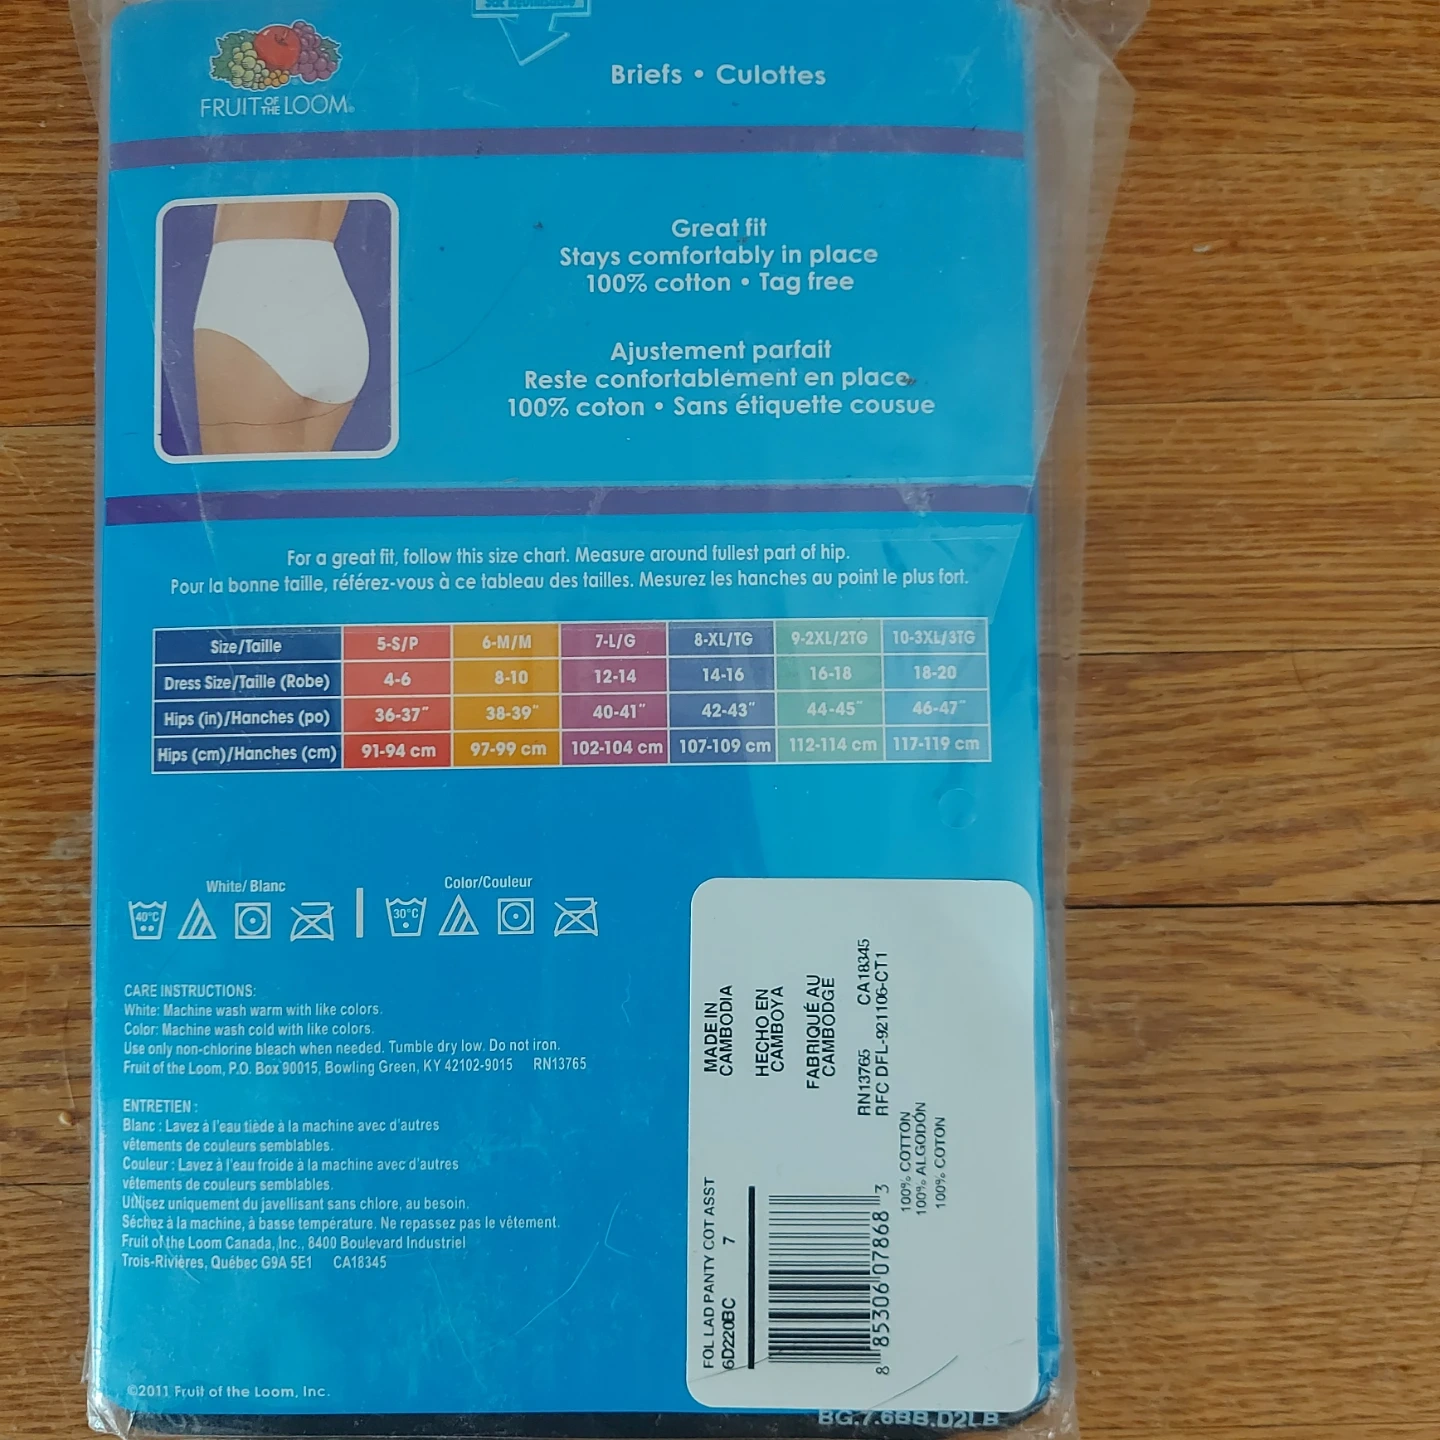 FRUIT OF THE LOOM®
Briefs • Culottes
Great fit
Stays comfortably in place
100% cotton • Tag free
Ajustement parfait
Reste confortablement en place
100% coton • Sans étiquette cousue
For a great fit, follow this size chart. Measure around fullest part of hip.
Pour la bonne taille, référez-vous à ce tableau des tailles. Mesurez les hanches au point le plus fort.
Size/Taille 5-S/P 6-M/M 7-L/G 8-XL/TG 9-2XL/2TG 10-3XL/3TG
Dress Size/Taille (Robe) 4-6 8-10 12-14 14-16 16-18 18-20
Hips (in)/Hanches (po) 36-37" 38-39" 40-41" 42-43" 44-45" 46-47"
Hips (cm)/Hanches (cm) 91-94 cm 97-99 cm 102-104 cm 107-109 cm 112-114 cm 117-119 cm
White/ Blanc
40°C
Color/Couleur
30°C
CARE INSTRUCTIONS:
White: Machine wash warm with like colors.
Color: Machine wash cold with like colors.
Use only non-chlorine bleach when needed. Tumble dry low. Do not iron.
Fruit of the Loom, P.O. Box 90015, Bowling Green, KY 42102-9015 RN13765
ENTRETIEN :
Blanc : Lavez à l'eau tiède à la machine avec d'autres
vêtements de couleurs semblables.
Couleur : Lavez à l'eau froide à la machine avec d'autres
vêtements de couleurs semblables.
Utilisez uniquement du javellisant sans chlore, au besoin.
Séchez à la machine, à basse température. Ne repassez pas le vêtement.
Fruit of the Loom Canada, Inc., 8400 Boulevard Industriel
Trois-Rivières, Québec G9A 5E1 CA18345
©2011 Fruit of the Loom, Inc.
MADE IN
CAMBODIA
HECHO EN
CAMBOYA
FABRIQUÉ AU
CAMBODGE
RN13765 CA18345
RFC DFL-921106-CT1
100% COTTON
100% ALGODÓN
100% COTON
FOL LAD PANTY COT ASST
6D220BC 7
8 85306 07868 3
BG.7.6BB.D2LB